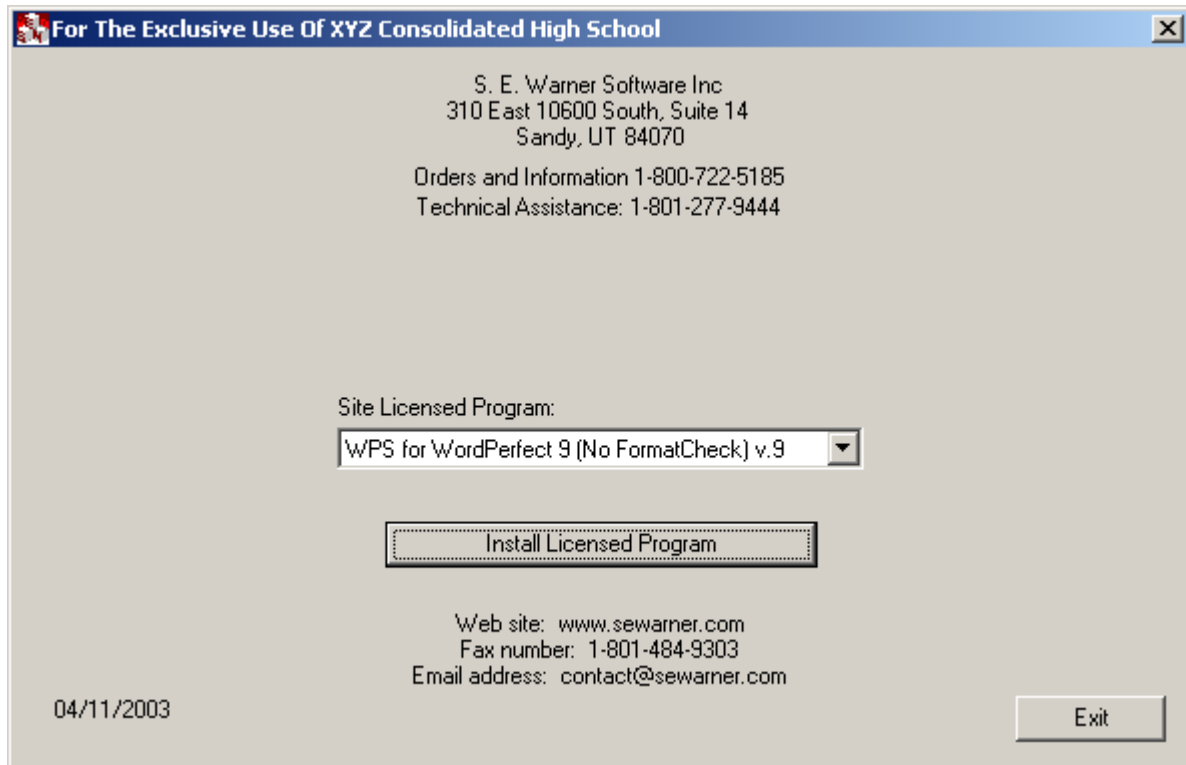 For The Exclusive Use Of XYZ Consolidated High School
S. E. Warner Software Inc
310 East 10600 South, Suite 14
Sandy, UT 84070
Orders and Information 1-800-722-5185
Technical Assistance: 1-801-277-9444
Site Licensed Program:
WPS for WordPerfect 9 (No FormatCheck) v.9
Install Licensed Program
Web site: www.sewarner.com
Fax number: 1-801-484-9303
Email address: contact@sewarner.com
04/11/2003
Exit